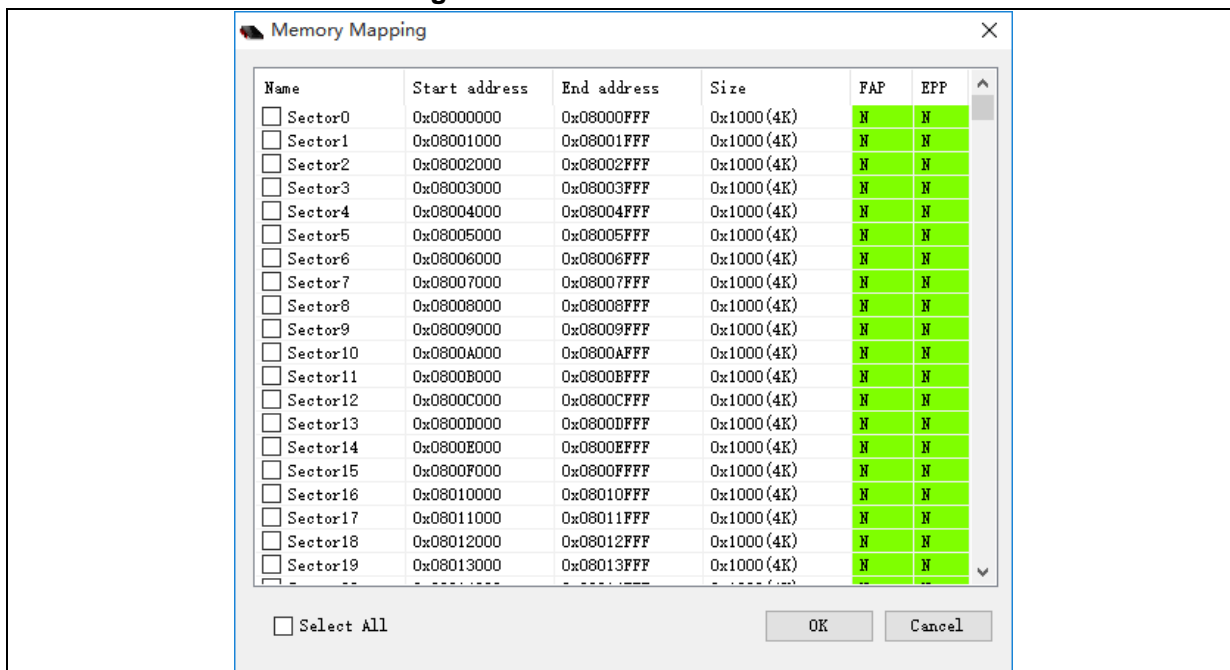 Memory Mapping
Name Start address End address Size FAP EPP
Sector0 0x08000000 0x08000FFF 0x1000(4K) N N
Sector1 0x08001000 0x08001FFF 0x1000(4K) N N
Sector2 0x08002000 0x08002FFF 0x1000(4K) N N
Sector3 0x08003000 0x08003FFF 0x1000(4K) N N
Sector4 0x08004000 0x08004FFF 0x1000(4K) N N
Sector5 0x08005000 0x08005FFF 0x1000(4K) N N
Sector6 0x08006000 0x08006FFF 0x1000(4K) N N
Sector7 0x08007000 0x08007FFF 0x1000(4K) N N
Sector8 0x08008000 0x08008FFF 0x1000(4K) N N
Sector9 0x08009000 0x08009FFF 0x1000(4K) N N
Sector10 0x0800A000 0x0800AFFF 0x1000(4K) N N
Sector11 0x0800B000 0x0800BFFF 0x1000(4K) N N
Sector12 0x0800C000 0x0800CFFF 0x1000(4K) N N
Sector13 0x0800D000 0x0800DFFF 0x1000(4K) N N
Sector14 0x0800E000 0x0800EFFF 0x1000(4K) N N
Sector15 0x0800F000 0x0800FFFF 0x1000(4K) N N
Sector16 0x08010000 0x08010FFF 0x1000(4K) N N
Sector17 0x08011000 0x08011FFF 0x1000(4K) N N
Sector18 0x08012000 0x08012FFF 0x1000(4K) N N
Sector19 0x08013000 0x08013FFF 0x1000(4K) N N
Select All OK Cancel